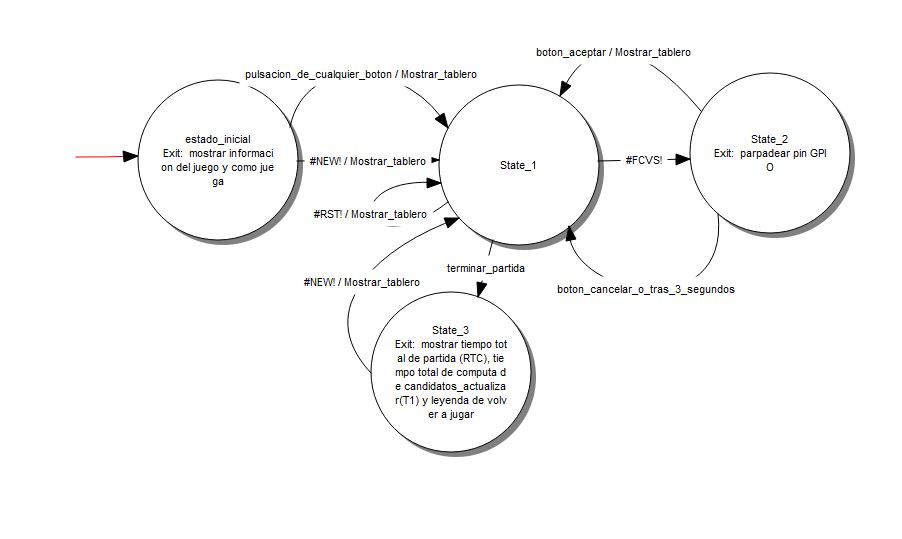 boton_aceptar / Mostrar_tablero
pulsacion_de_cualquier_boton / Mostrar_tablero
estado_inicial
Exit: mostrar informaci
on del juego y como jue
ga
#NEW! / Mostrar_tablero
State_1
#FCVS!
State_2
Exit: parpadear pin GPI
O
#RST! / Mostrar_tablero
#NEW! / Mostrar_tablero
terminar_partida
boton_cancelar_o_tras_3_segundos
State_3
Exit: mostrar tiempo tot
al de partida (RTC), tie
mpo total de computa d
e candidatos_actualiza
r(T1) y leyenda de volv
er a jugar